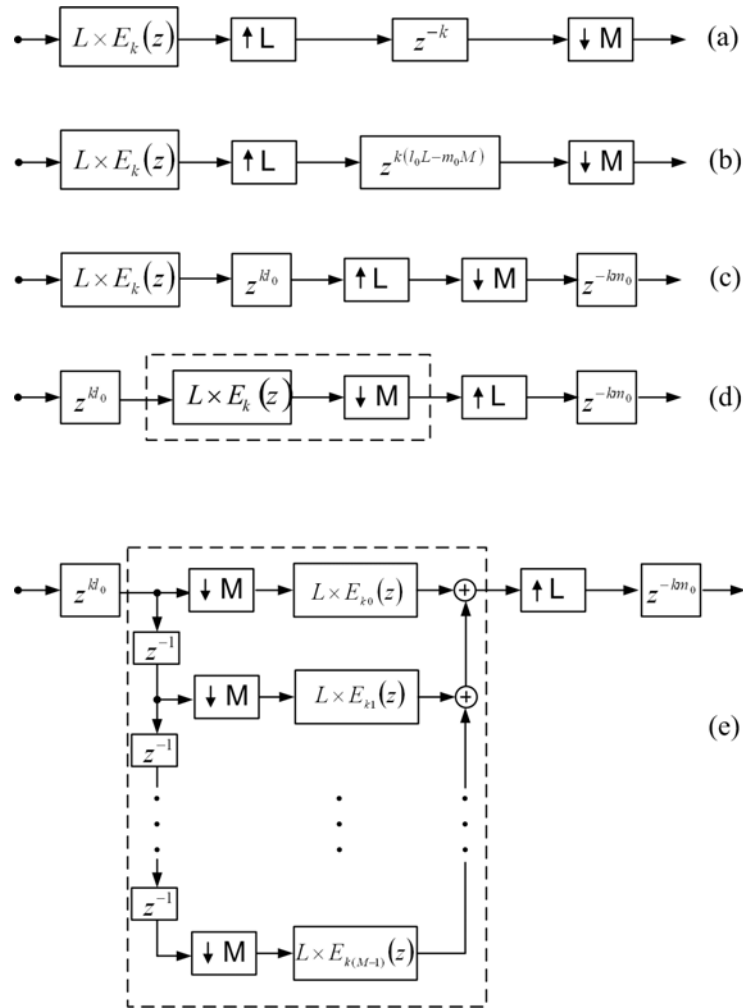 L × E_k(z) ↑ L z^{-k} ↓ M (a)
L × E_k(z) ↑ L z^{k(l_0L-m_0M)} ↓ M (b)
L × E_k(z) z^{kl_0} ↑ L ↓ M z^{-km_0} (c)
z^{kl_0} L × E_k(z) ↓ M ↑ L z^{-km_0} (d)
z^{kl_0} ↓ M L × E_{k0}(z) + ↑ L z^{-km_0}
z^{-1}
↓ M L × E_{k1}(z) +
(e)
z^{-1}
z^{-1}
↓ M L × E_{k(M-1)}(z)